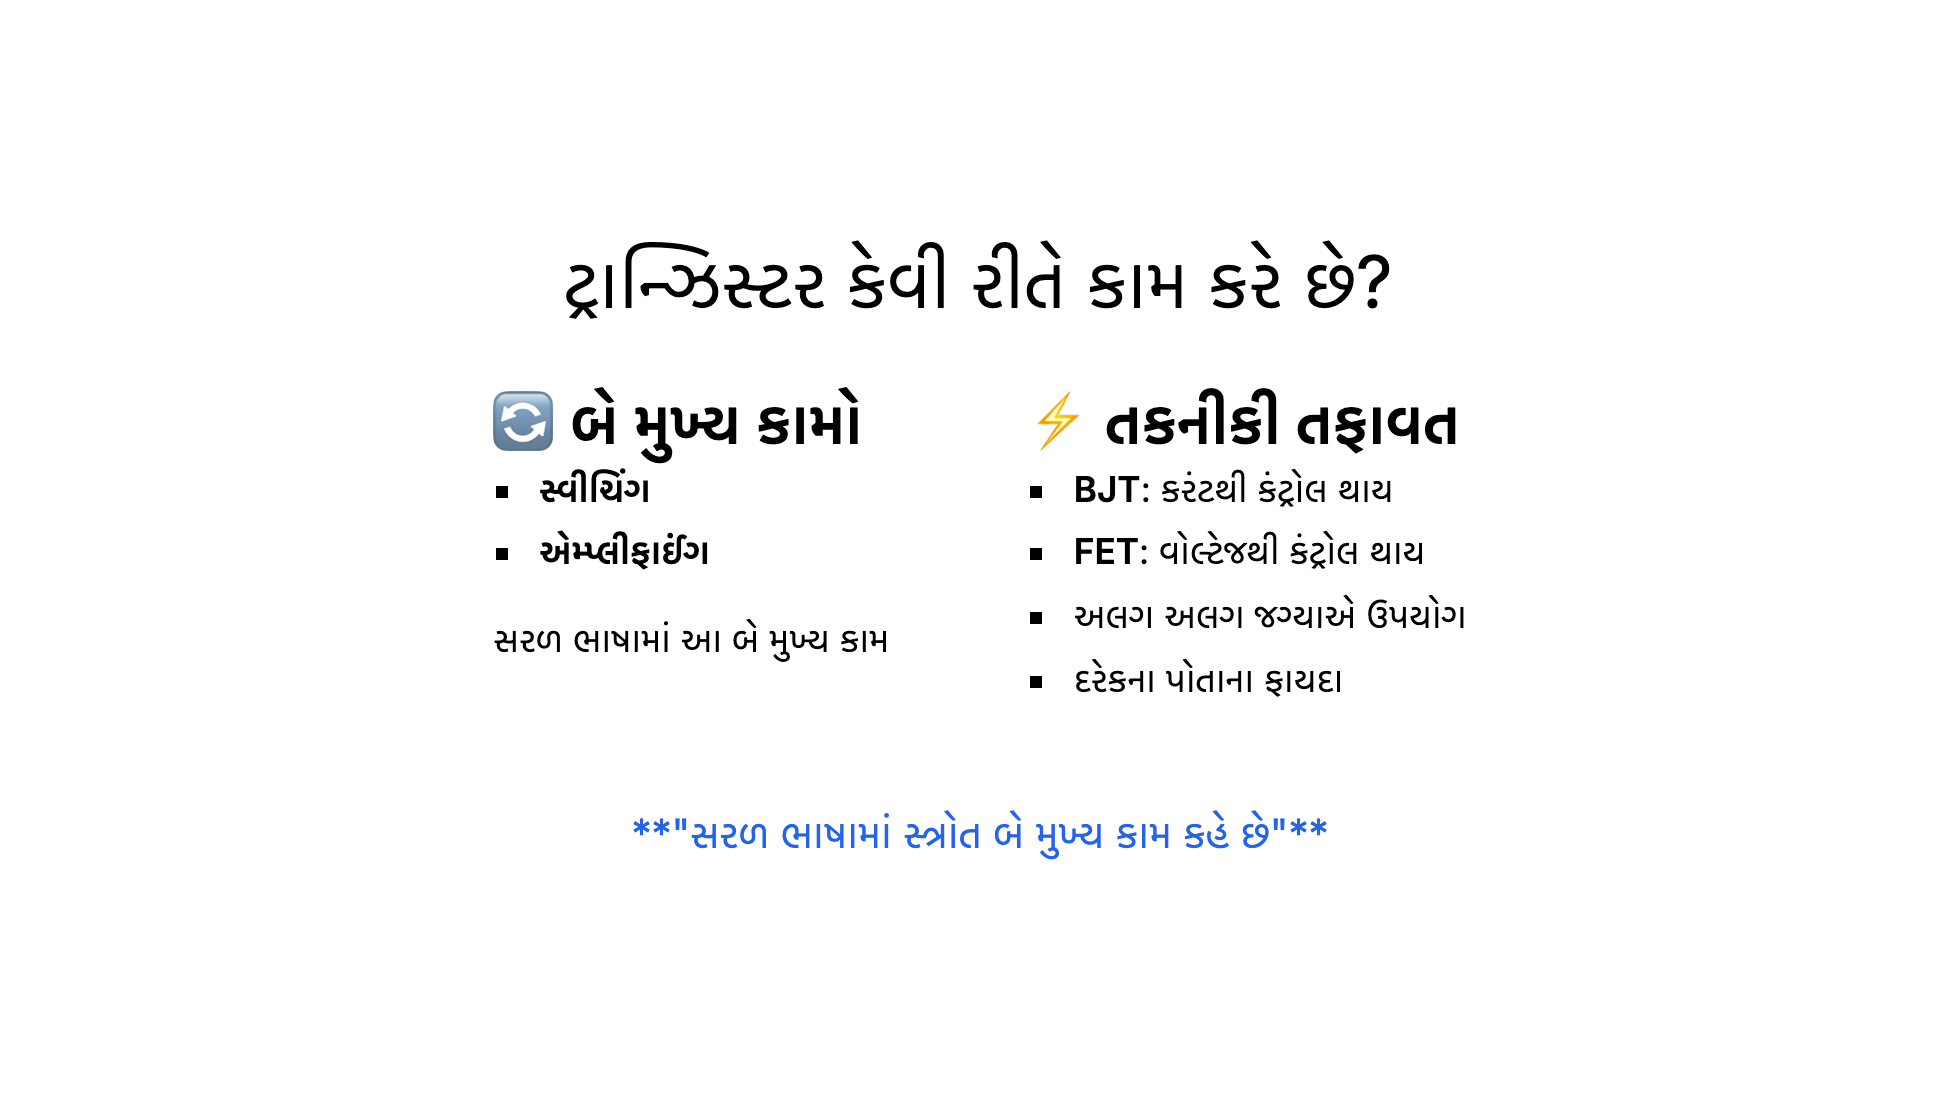 ટ્રાન્ઝિસ્ટર કેવી રીતે કામ કરે છે?
🔄 બે મુખ્ય કામો
▪ સ્વીચિંગ
▪ એમ્પ્લીફાઈંગ
સરળ ભાષામાં આ બે મુખ્ય કામ
⚡ તકનીકી તફાવત
▪ BJT: કરંટથી કંટ્રોલ થાય
▪ FET: વોલ્ટેજથી કંટ્રોલ થાય
▪ અલગ અલગ જગ્યાએ ઉપયોગ
▪ દરેકના પોતાના ફાયદા
**"સરળ ભાષામાં સ્ત્રોત બે મુખ્ય કામ કહે છે"**